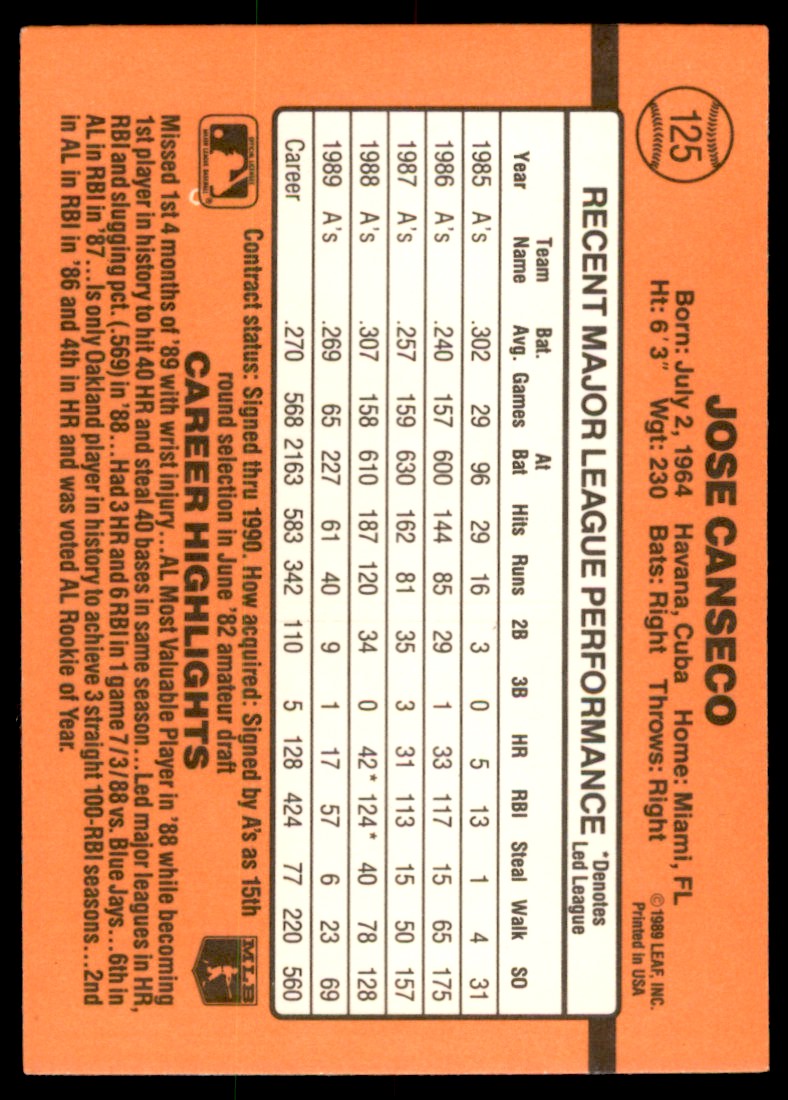 125
JOSE CANSECO
Born: July 2, 1964 Havana, Cuba Home: Miami, FL
Ht: 6'3" Wgt: 230 Bats: Right Throws: Right
©1989 LEAF, INC.
Printed in USA
RECENT MAJOR LEAGUE PERFORMANCE *Denotes Led League
Year Team Name Bat. Avg. Games At Bat Hits Runs 2B 3B HR RBI Steal Walk SO
1985 A's .302 29 96 29 16 3 0 5 13 1 4 31
1986 A's .240 157 600 144 85 29 1 33 117 15 65 175
1987 A's .257 159 630 162 81 35 3 31 113 15 50 157
1988 A's .307 158 610 187 120 34 0 42* 124* 40 78 128
1989 A's .269 65 227 61 40 9 1 17 57 6 23 69
Career .270 568 2163 583 342 110 5 128 424 77 220 560
OFFICIAL LICENSEE
MAJOR LEAGUE BASEBALL
Contract status: Signed thru 1990. How acquired: Signed by A's as 15th
round selection in June '82 amateur draft
MLB
CAREER HIGHLIGHTS
Missed 1st 4 months of '89 with wrist injury...AL Most Valuable Player in '88 while becoming
1st player in history to hit 40 HR and steal 40 bases in same season...Led major leagues in HR,
RBI and slugging pct. (.569) in '88...Had 3 HR and 6 RBI in 1 game 7/3/88 vs. Blue Jays...6th in
AL in RBI in '87...Is only Oakland player in history to achieve 3 straight 100-RBI seasons...2nd
in AL in RBI in '86 and 4th in HR and was voted AL Rookie of Year.